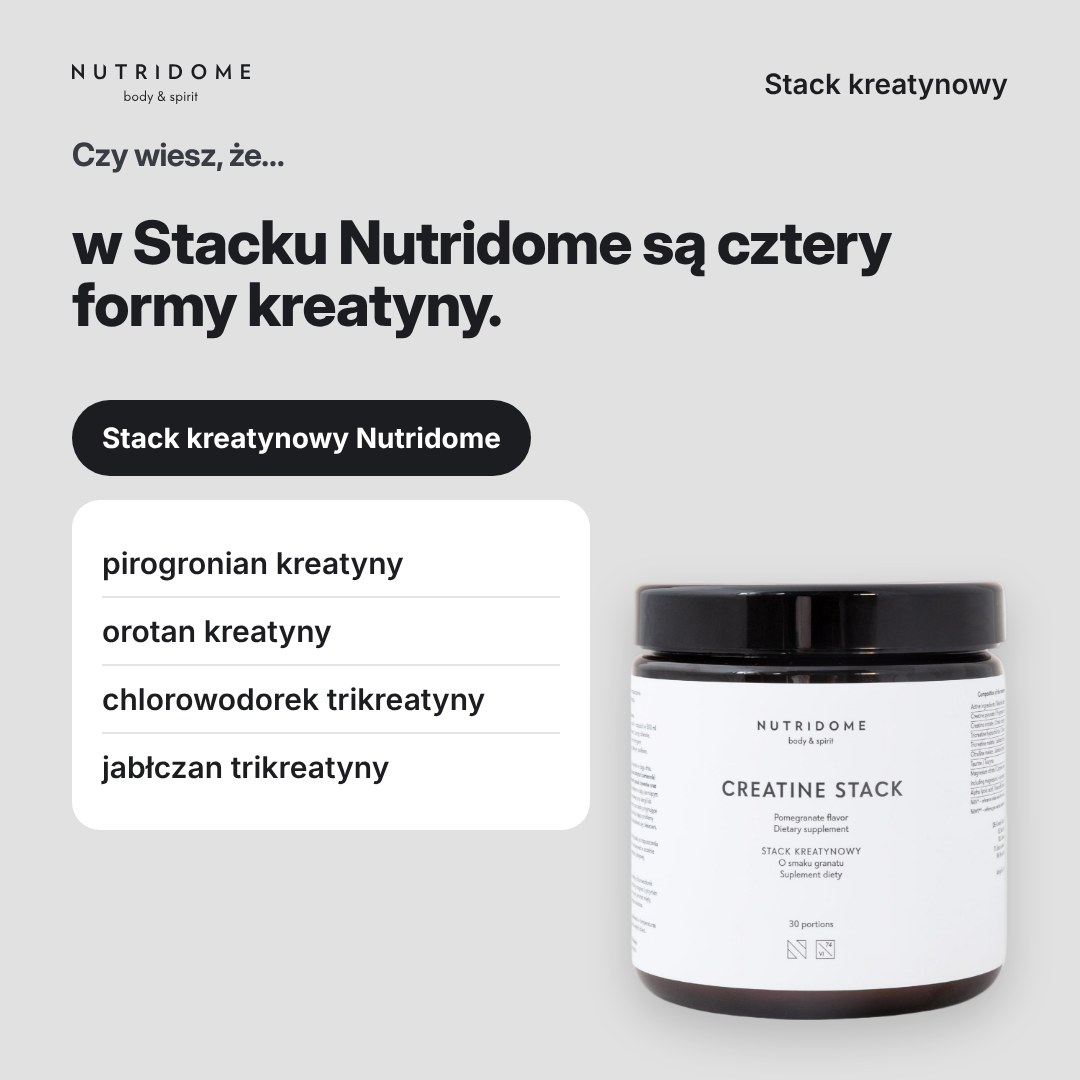 NUTRIDOME
body & spirit
Stack kreatynowy
Czy wiesz, że...
w Stacku Nutridome są cztery
formy kreatyny.
Stack kreatynowy Nutridome
pirogronian kreatyny
orotan kreatyny
chlorowodorek trikreatyny
jabłczan trikreatyny
NUTRIDOME
body & spirit
CREATINE STACK
Pomegranate flavor
Dietary supplement
STACK KREATYNOWY
O smaku granatu
Suplement diety
30 portions